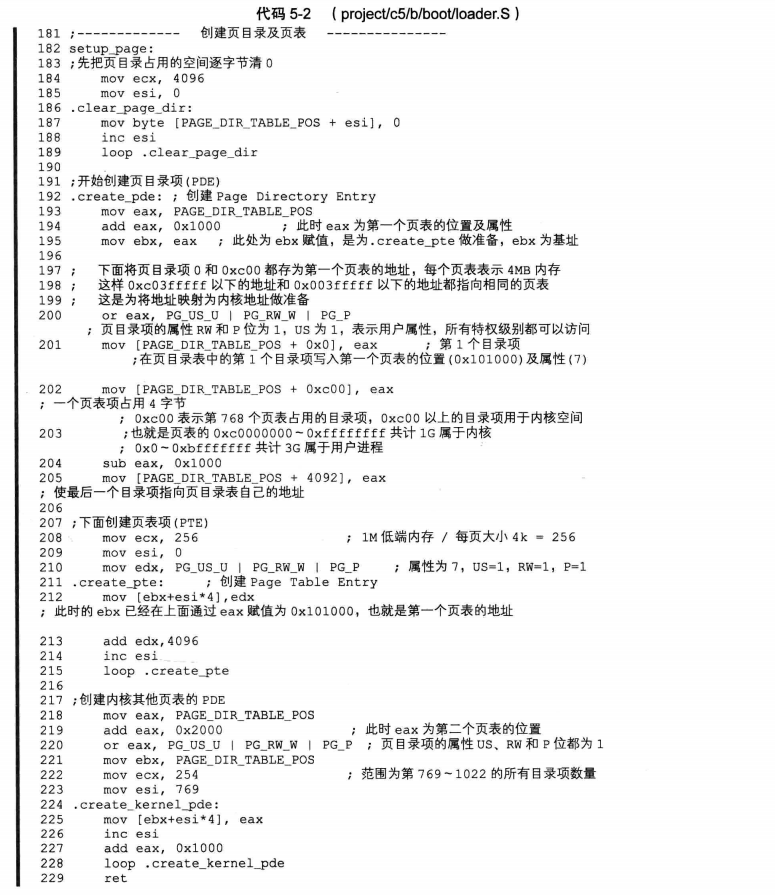 代码 5-2 （project/c5/b/boot/loader.S）
181 ;------------- 创建页目录及页表 ---------------
182 setup_page:
183 ;先把页目录占用的空间逐字节清 0
184 mov ecx, 4096
185 mov esi, 0
186 .clear_page_dir:
187 mov byte [PAGE_DIR_TABLE_POS + esi], 0
188 inc esi
189 loop .clear_page_dir
190
191 ;开始创建页目录项(PDE)
192 .create_pde: ; 创建 Page Directory Entry
193 mov eax, PAGE_DIR_TABLE_POS
194 add eax, 0x1000 ; 此时 eax 为第一个页表的位置及属性
195 mov ebx, eax ; 此处为 ebx 赋值，是为.create_pte 做准备，ebx 为基址
196
197 ; 下面将页目录项 0 和 0xc00 都存为第一个页表的地址，每个页表表示 4MB 内存
198 ; 这样 0xc03fffff 以下的地址和 0x003fffff 以下的地址都指向相同的页表
199 ; 这是为将地址映射为内核地址做准备
200 or eax, PG_US_U | PG_RW_W | PG_P
; 页目录项的属性 RW 和 P 位为 1，US 为 1，表示用户属性，所有特权级别都可以访问
201 mov [PAGE_DIR_TABLE_POS + 0x0], eax ; 第 1 个目录项
;在页目录表中的第 1 个目录项写入第一个页表的位置(0x101000)及属性(7)
202 mov [PAGE_DIR_TABLE_POS + 0xc00], eax
; 一个页表项占用 4 字节
; 0xc00 表示第 768 个页表占用的目录项，0xc00 以上的目录项用于内核空间
203 ;也就是页表的 0xc0000000～0xffffffff 共计 1G 属于内核
; 0x0～0xbfffffff 共计 3G 属于用户进程
204 sub eax, 0x1000
205 mov [PAGE_DIR_TABLE_POS + 4092], eax
; 使最后一个目录项指向页目录表自己的地址
206
207 ;下面创建页表项(PTE)
208 mov ecx, 256 ; 1M 低端内存 / 每页大小 4k = 256
209 mov esi, 0
210 mov edx, PG_US_U | PG_RW_W | PG_P ; 属性为 7，US=1，RW=1，P=1
211 .create_pte: ; 创建 Page Table Entry
212 mov [ebx+esi*4],edx
; 此时的 ebx 已经在上面通过 eax 赋值为 0x101000，也就是第一个页表的地址
213 add edx,4096
214 inc esi
215 loop .create_pte
216
217 ;创建内核其他页表的 PDE
218 mov eax, PAGE_DIR_TABLE_POS
219 add eax, 0x2000 ; 此时 eax 为第二个页表的位置
220 or eax, PG_US_U | PG_RW_W | PG_P ; 页目录项的属性 US、RW 和 P 位都为 1
221 mov ebx, PAGE_DIR_TABLE_POS
222 mov ecx, 254 ; 范围为第 769～1022 的所有目录项数量
223 mov esi, 769
224 .create_kernel_pde:
225 mov [ebx+esi*4], eax
226 inc esi
227 add eax, 0x1000
228 loop .create_kernel_pde
229 ret